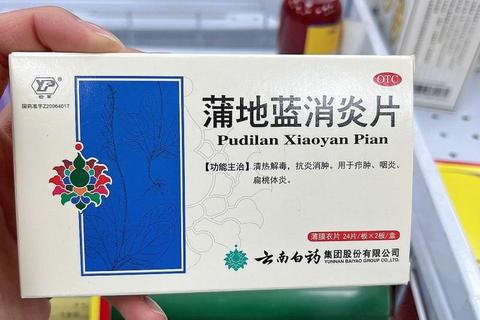 YP
国药准字Z20064017
OTC
蒲地蓝消炎片
Pudilan Xiaoyan Pian
【功能主治】清热解毒，抗炎消肿。用于疖肿、咽炎、
扁桃体炎。
薄膜衣片 24片/板×2板/盒
云南白药 集团股份有限公司
YUNNAN BAIYAO GROUP CO.,LTD.